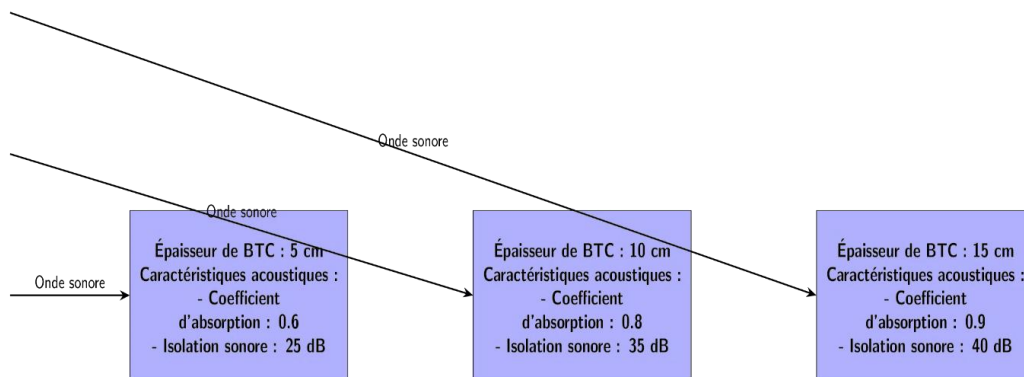 Onde sonore
Onde sonore
Onde sonore
Épaisseur de BTC : 5 cm
Caractéristiques acoustiques :
- Coefficient
d'absorption : 0.6
- Isolation sonore : 25 dB
Épaisseur de BTC : 10 cm
Caractéristiques acoustiques :
- Coefficient
d'absorption : 0.8
- Isolation sonore : 35 dB
Épaisseur de BTC : 15 cm
Caractéristiques acoustiques :
- Coefficient
d'absorption : 0.9
- Isolation sonore : 40 dB